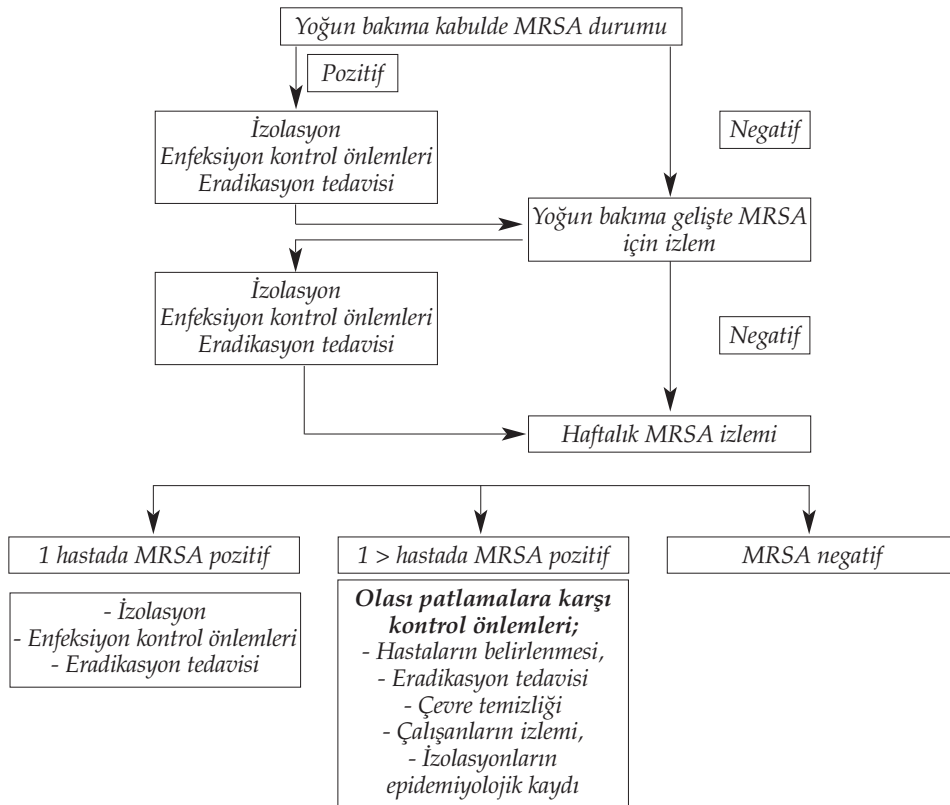 Yoğun bakıma kabulde MRSA durumu
Pozitif
İzolasyon
Enfeksiyon kontrol önlemleri
Eradikasyon tedavisi
Negatif
Yoğun bakıma gelişte MRSA
için izlem
İzolasyon
Enfeksiyon kontrol önlemleri
Eradikasyon tedavisi
Negatif
Haftalık MRSA izlemi
1 hastada MRSA pozitif
- İzolasyon
- Enfeksiyon kontrol önlemleri
- Eradikasyon tedavisi
1 > hastada MRSA pozitif
Olası patlamalara karşı
kontrol önlemleri;
- Hastaların belirlenmesi,
- Eradikasyon tedavisi
- Çevre temizliği
- Çalışanların izlemi,
- İzolasyonların
epidemiyolojik kaydı
MRSA negatif